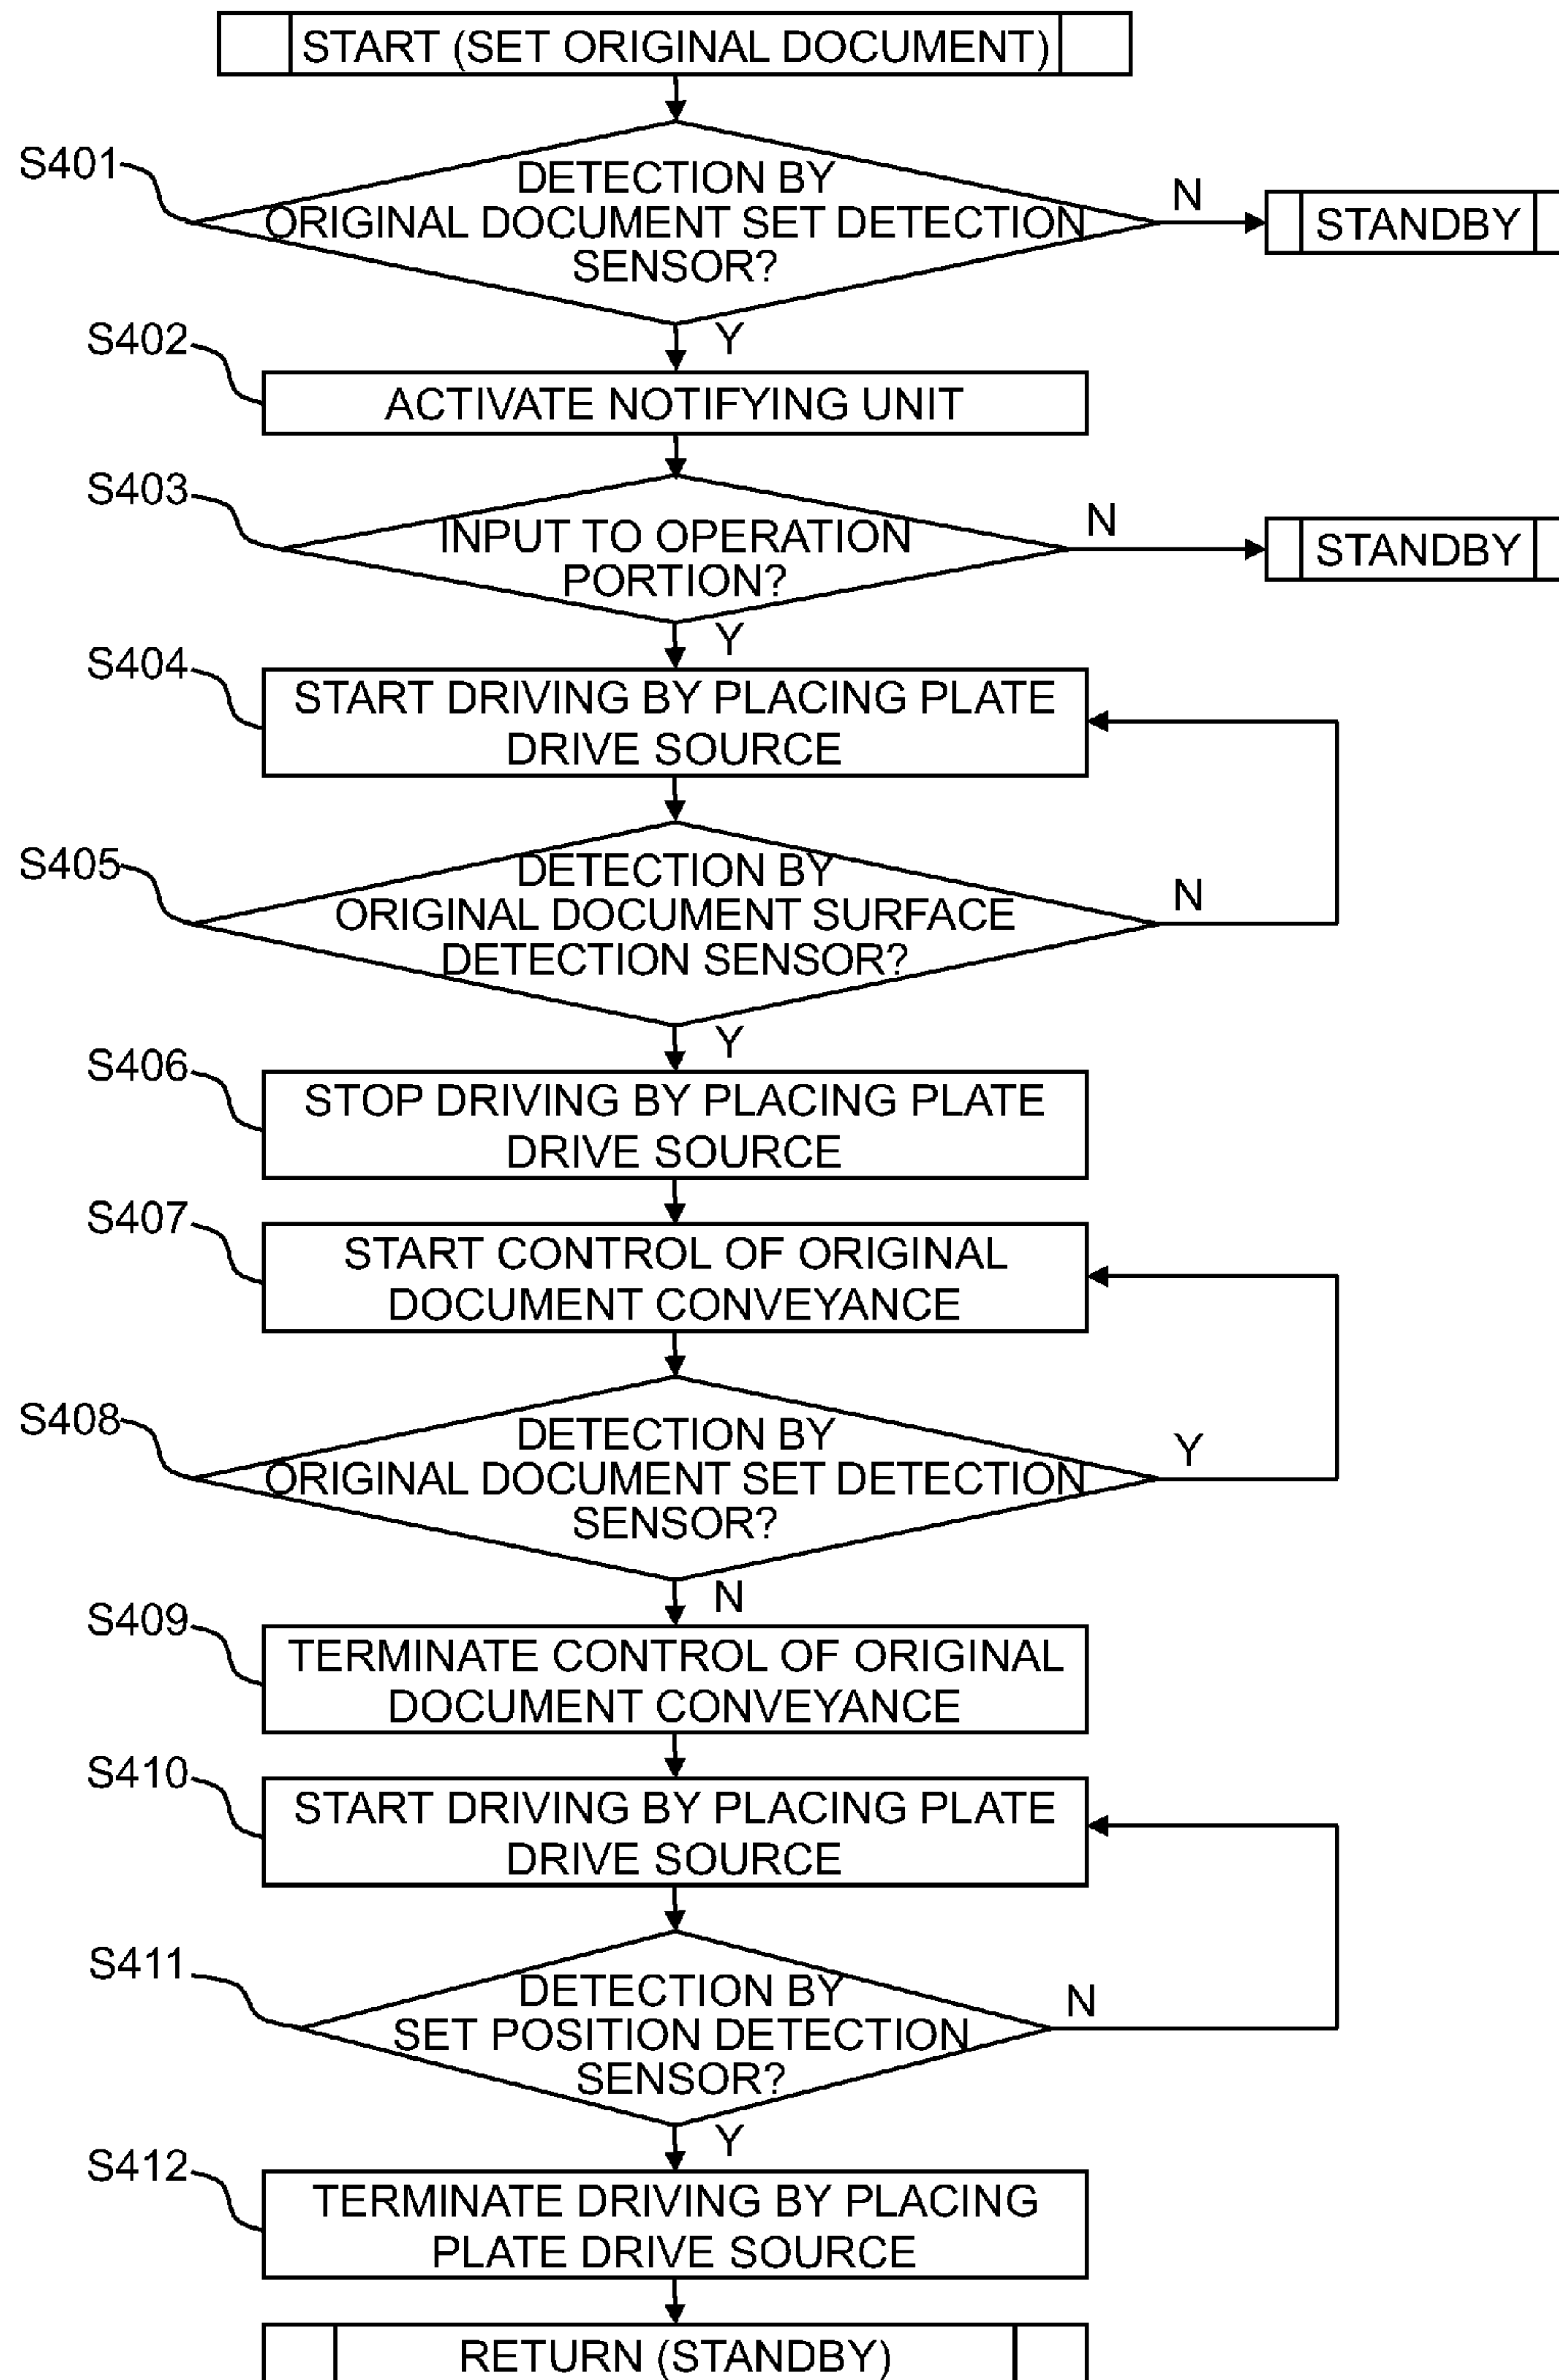 START (SET ORIGINAL DOCUMENT)
S401
DETECTION BY
ORIGINAL DOCUMENT SET DETECTION
SENSOR?
N
STANDBY
Y
S402
ACTIVATE NOTIFYING UNIT
S403
INPUT TO OPERATION
PORTION?
N
STANDBY
Y
S404
START DRIVING BY PLACING PLATE
DRIVE SOURCE
S405
DETECTION BY
ORIGINAL DOCUMENT SURFACE
DETECTION SENSOR?
N
Y
S406
STOP DRIVING BY PLACING PLATE
DRIVE SOURCE
S407
START CONTROL OF ORIGINAL
DOCUMENT CONVEYANCE
S408
DETECTION BY
ORIGINAL DOCUMENT SET DETECTION
SENSOR?
Y
N
S409
TERMINATE CONTROL OF ORIGINAL
DOCUMENT CONVEYANCE
S410
START DRIVING BY PLACING PLATE
DRIVE SOURCE
S411
DETECTION BY
SET POSITION DETECTION
SENSOR?
N
Y
S412
TERMINATE DRIVING BY PLACING
PLATE DRIVE SOURCE
RETURN (STANDBY)